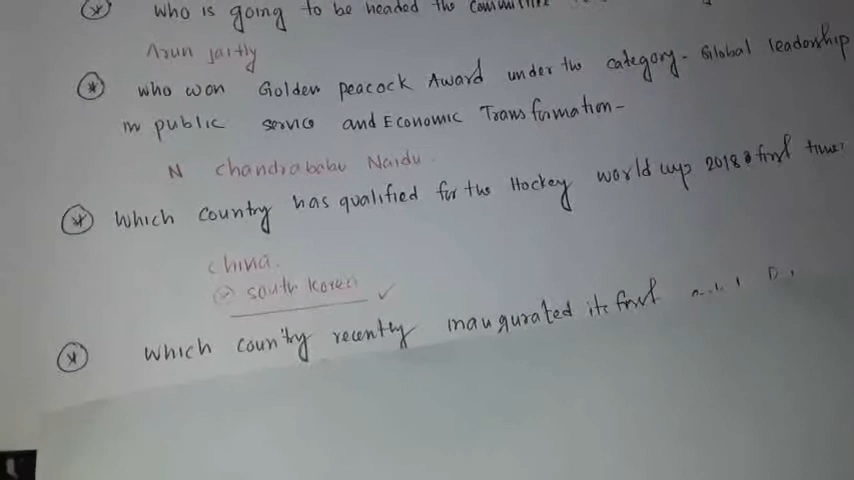 who is going to be headed the committee
Arun jaitly
who won Golden peacock Award under the category - Global leadership
in public service and Economic Transformation -
N Chandrababu Naidu
which country has qualified for the Hockey world cup 2018 first time
china.
south korea ✓
which country recently inaugurated its first